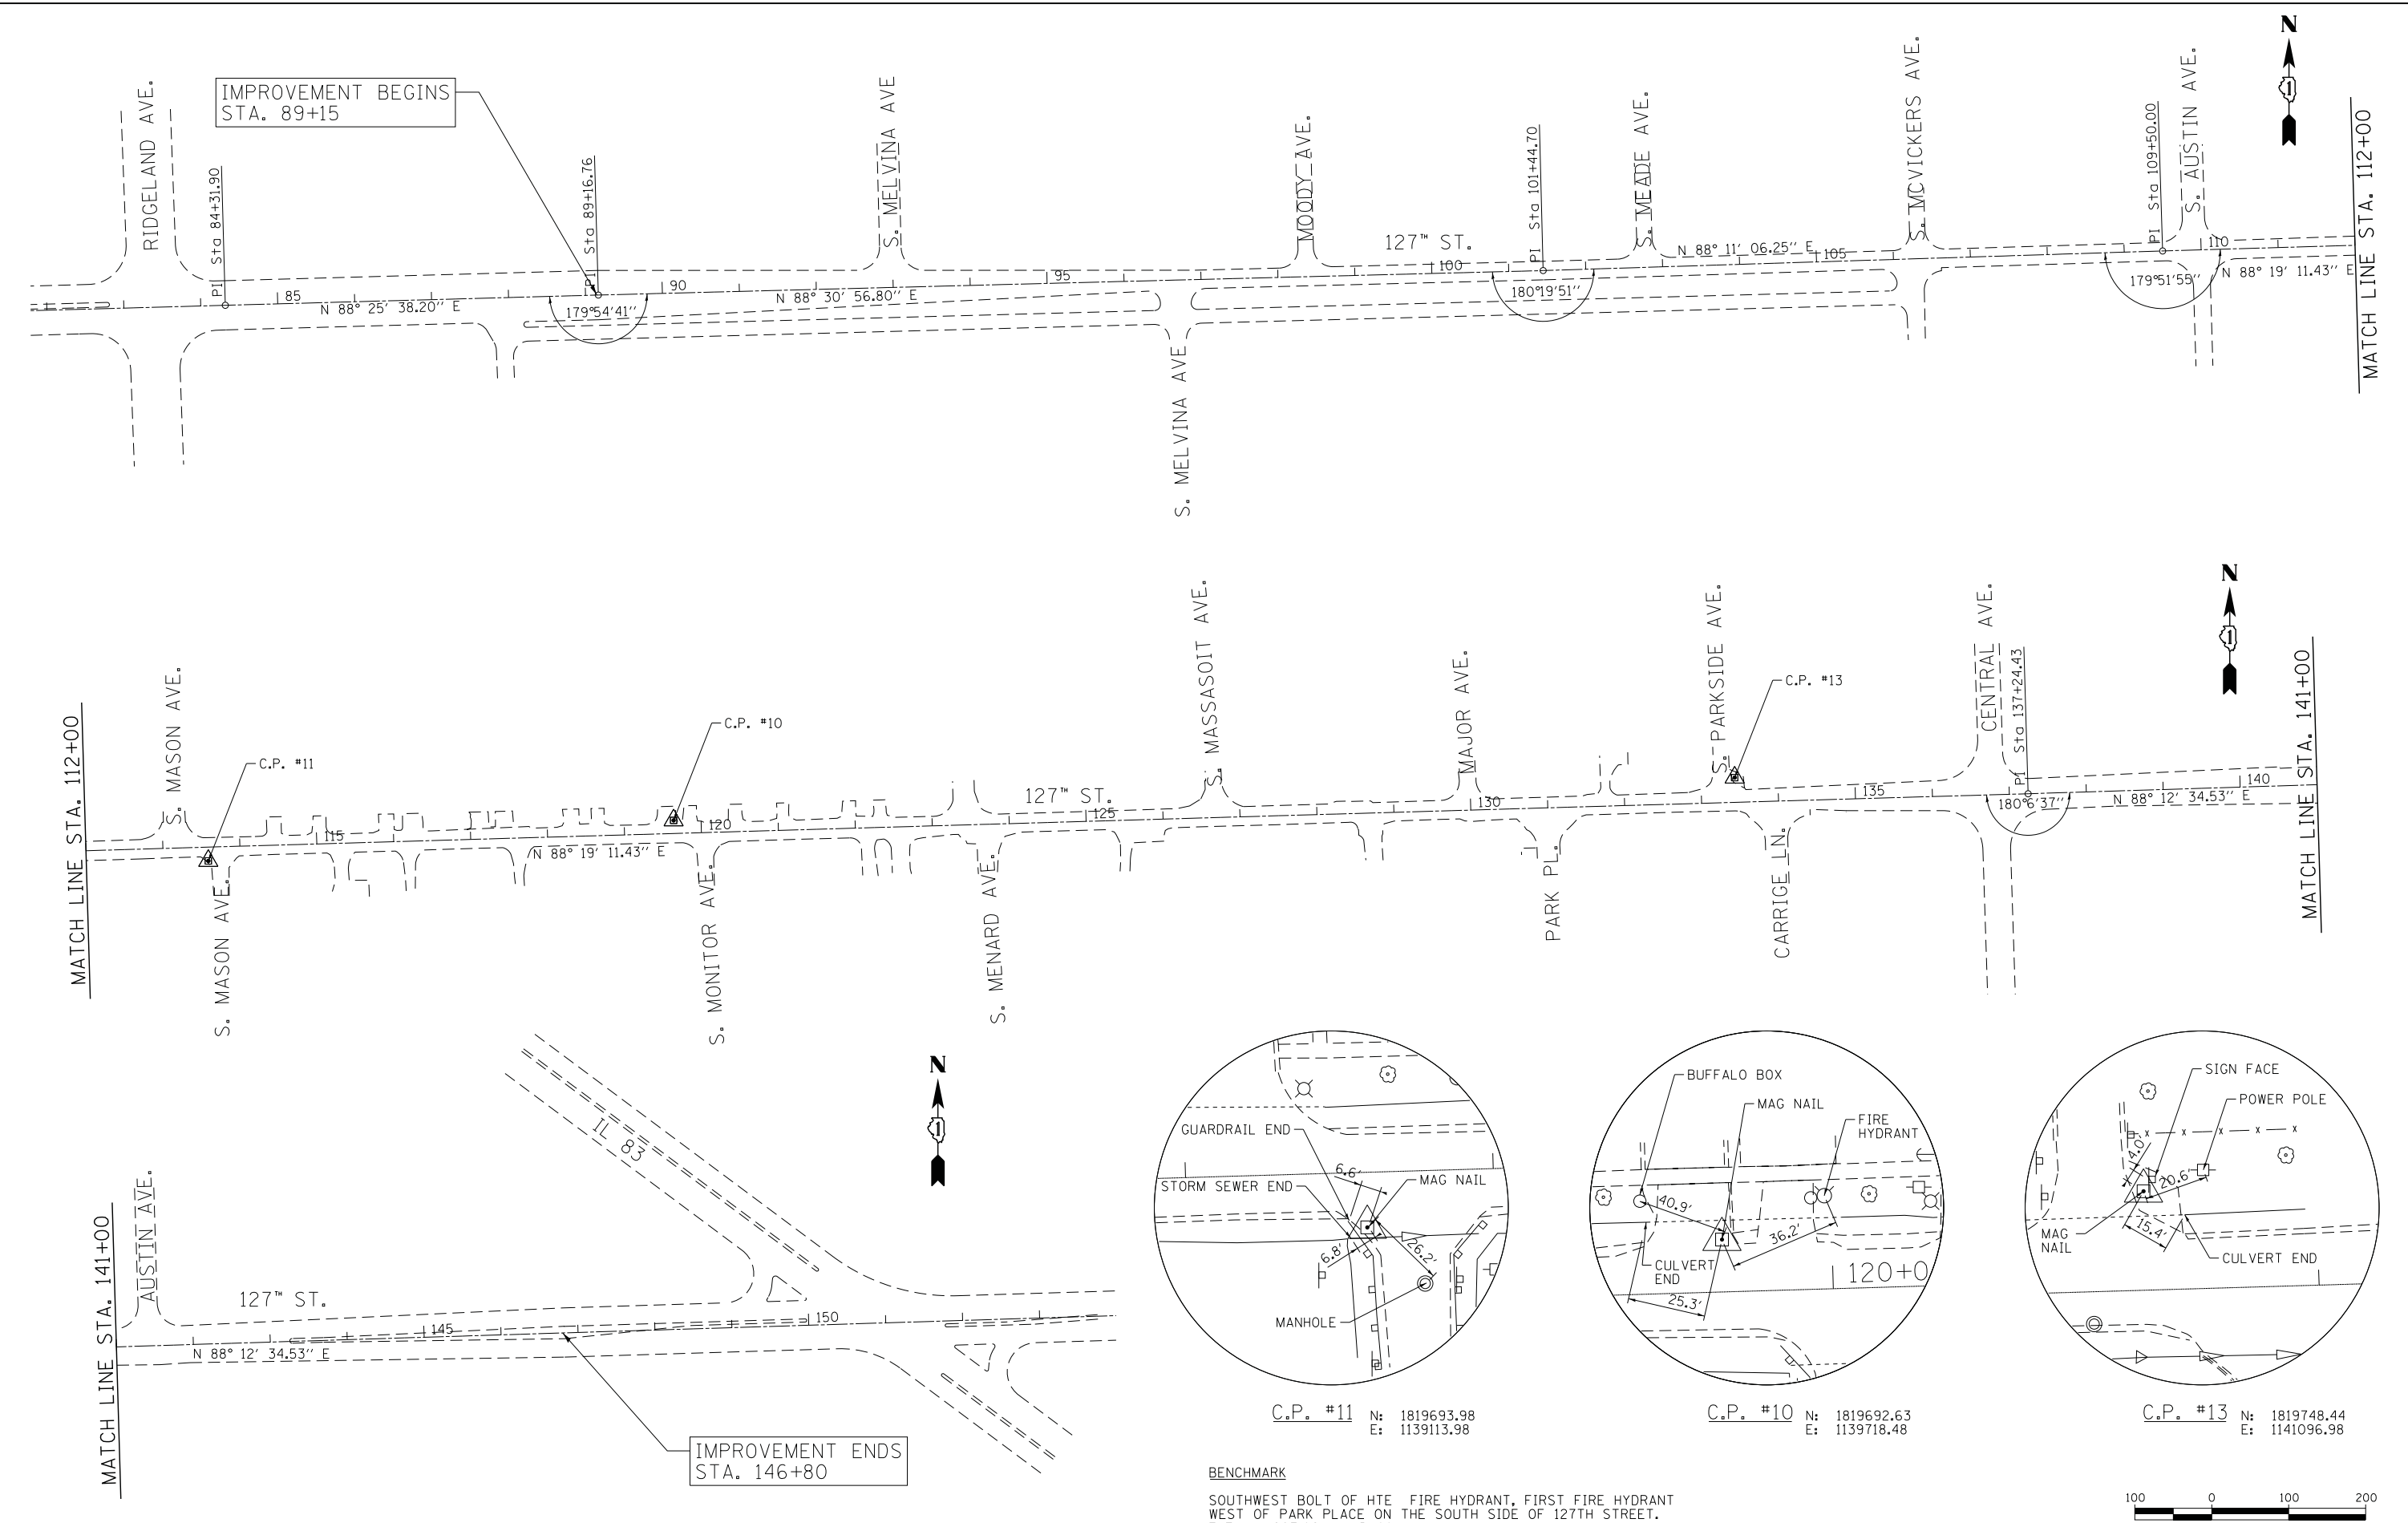 IMPROVEMENT BEGINS
STA. 89+15
RIDGELAND AVE.
PI Sta 84+31.90
PI Sta 89+16.76
S. MELVINA AVE
MOODY AVE.
PI Sta 101+44.70
S. MEADE AVE.
S. MCVICKERS AVE.
PI Sta 109+50.00
S. AUSTIN AVE.
N
1
MATCH LINE STA. 112+00
127TH ST.
85
90
95
100
105
110
N 88° 25' 38.20" E
179°54'41"
N 88° 30' 56.80" E
180°19'51"
N 88° 11' 06.25" E
179°51'55"
N 88° 19' 11.43" E
S. MELVINA AVE
MATCH LINE STA. 112+00
S. MASON AVE.
C.P. #11
C.P. #10
S. MASSASOIT AVE.
MAJOR AVE.
S. PARKSIDE AVE.
C.P. #13
CENTRAL AVE.
PI Sta 137+24.43
N
1
MATCH LINE STA. 141+00
127TH ST.
115
120
125
130
135
140
N 88° 19' 11.43" E
180°6'37"
N 88° 12' 34.53" E
S. MASON AVE.
S. MONITOR AVE.
S. MENARD AVE.
PARK PL.
CARRIGE LN.
MATCH LINE STA. 141+00
AUSTIN AVE.
IL 83
N
1
127TH ST.
145
150
N 88° 12' 34.53" E
IMPROVEMENT ENDS
STA. 146+80
GUARDRAIL END
6.6'
MAG NAIL
STORM SEWER END
6.8'
26.2'
MANHOLE
C.P. #11
N: 1819693.98
E: 1139113.98
BUFFALO BOX
MAG NAIL
FIRE
HYDRANT
40.9'
36.2'
CULVERT
END
25.3'
120+0
C.P. #10
N: 1819692.63
E: 1139718.48
SIGN FACE
POWER POLE
4.0'
20.6'
15.4'
MAG
NAIL
CULVERT END
x x x x x
C.P. #13
N: 1819748.44
E: 1141096.98
BENCHMARK
SOUTHWEST BOLT OF HTE FIRE HYDRANT, FIRST FIRE HYDRANT
WEST OF PARK PLACE ON THE SOUTH SIDE OF 127TH STREET.
100 0 100 200